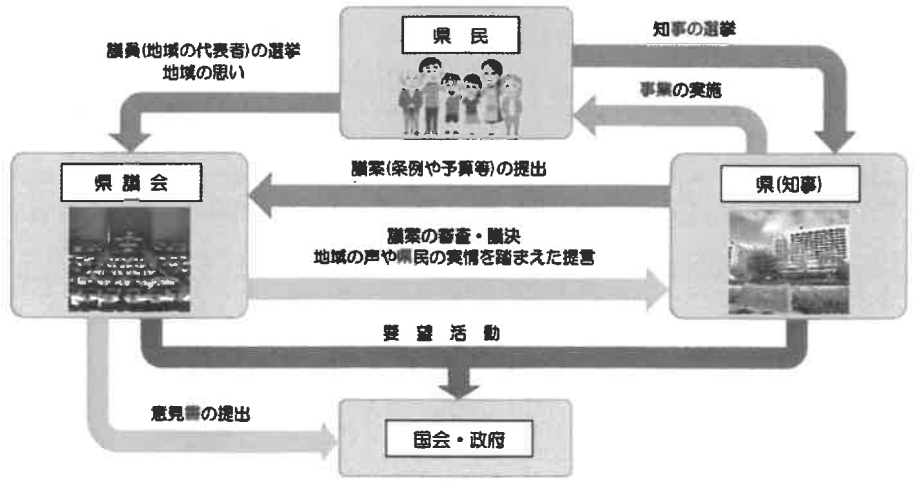 県民
議員(地域の代表者)の選挙
地域の思い
知事の選挙
事業の実施
県議会
議案(条例や予算等)の提出
県(知事)
議案の審査・議決
地域の声や県民の実情を踏まえた提言
要望活動
意見書の提出
国会・政府